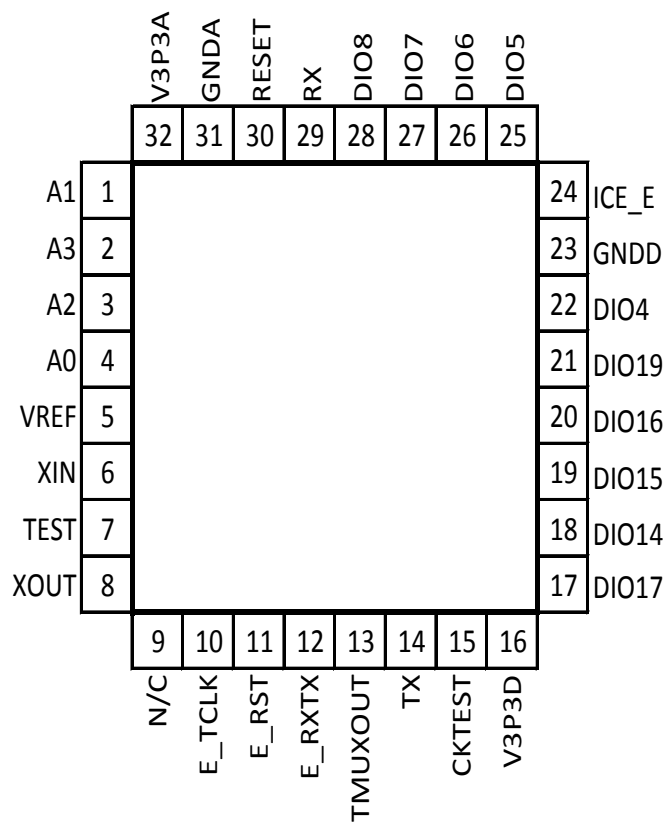 V3P3A GNDA RESET RX DIO8 DIO7 DIO6 DIO5
32 31 30 29 28 27 26 25
A1 1 24 ICE_E
A3 2 23 GNDD
A2 3 22 DIO4
A0 4 21 DIO19
VREF 5 20 DIO16
XIN 6 19 DIO15
TEST 7 18 DIO14
XOUT 8 17 DIO17
9 10 11 12 13 14 15 16
N/C E_TCLK E_RST E_RXTX TMUXOUT TX CKTEST V3P3D